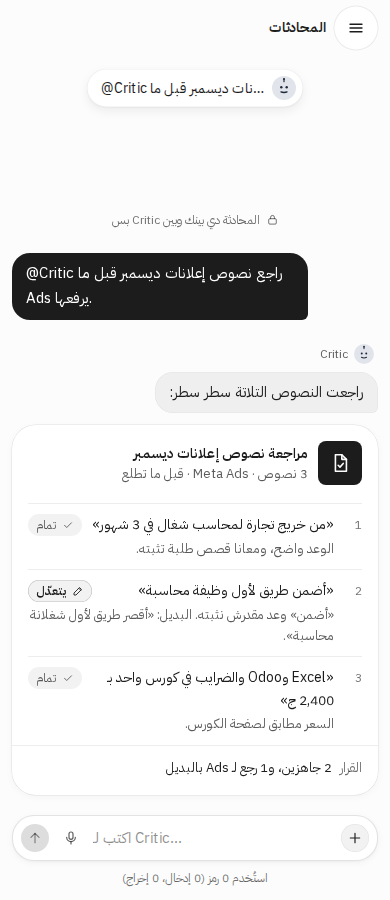 المحادثات
@Critic نات ديسمبر قبل ما...
المحادثة دي بينك وبين Critic بس
@Critic راجع نصوص إعلانات ديسمبر قبل ما
Ads يرفعها.
Critic
راجعت النصوص التلاتة سطر سطر:
مراجعة نصوص إعلانات ديسمبر
3 نصوص · Meta Ads · قبل ما تطلع
1 «من خريج تجارة لمحاسب شغال في 3 شهور» تمام
الوعد واضح، ومعانا قصص طلبة تثبته.
2 «أضمن طريق لأول وظيفة محاسبة» يتعدّل
«أضمن» وعد مقدرش نثبته. البديل: «أقصر طريق لأول شغلانة
محاسبة».
3 «Excel وOdoo والضرايب في كورس واحد بـ تمام
2,400 ج»
السعر مطابق لصفحة الكورس.
القرار 2 جاهزين، و1 رجع لـ Ads بالبديل
اكتب لـ Critic...
استُخدم 0 رمز (0 إدخال، 0 إخراج)